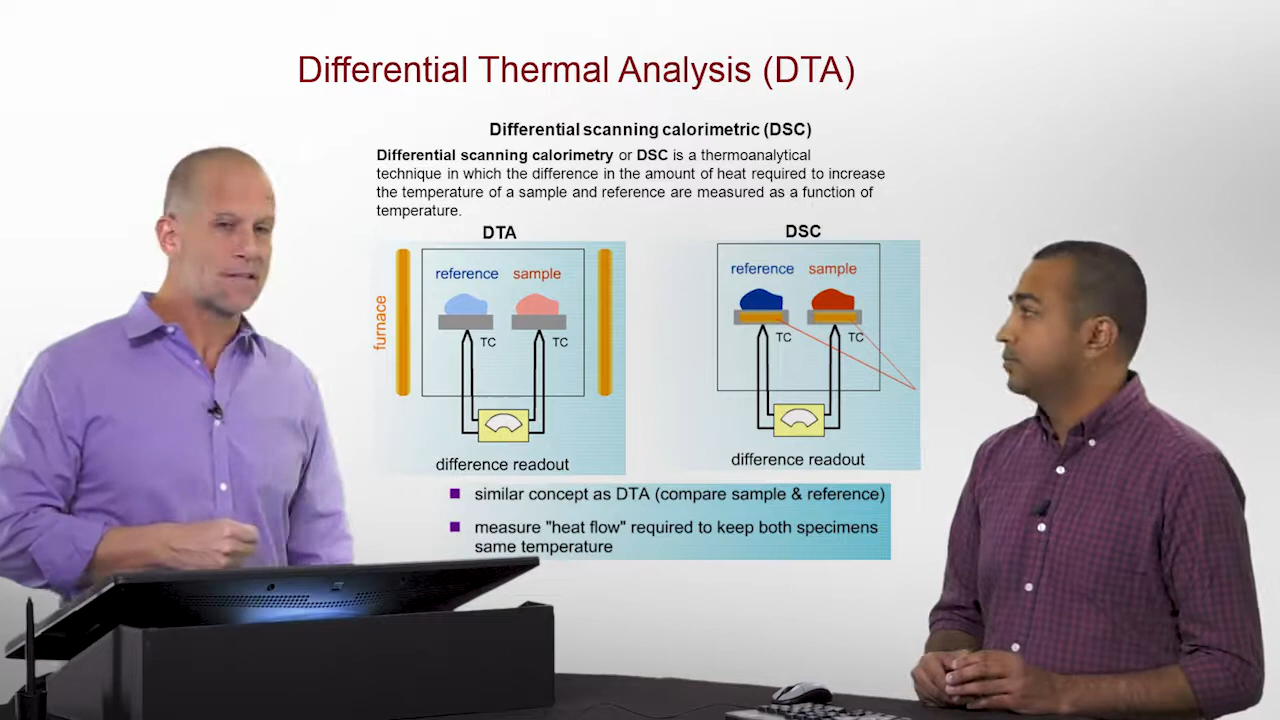 Differential Thermal Analysis (DTA)
Differential scanning calorimetric (DSC)
Differential scanning calorimetry or DSC is a thermoanalytical
technique in which the difference in the amount of heat required to increase
the temperature of a sample and reference are measured as a function of
temperature.
DTA
reference sample
furnace
TC TC
difference readout
DSC
reference sample
TC TC
difference readout
similar concept as DTA (compare sample & reference)
measure "heat flow" required to keep both specimens
same temperature